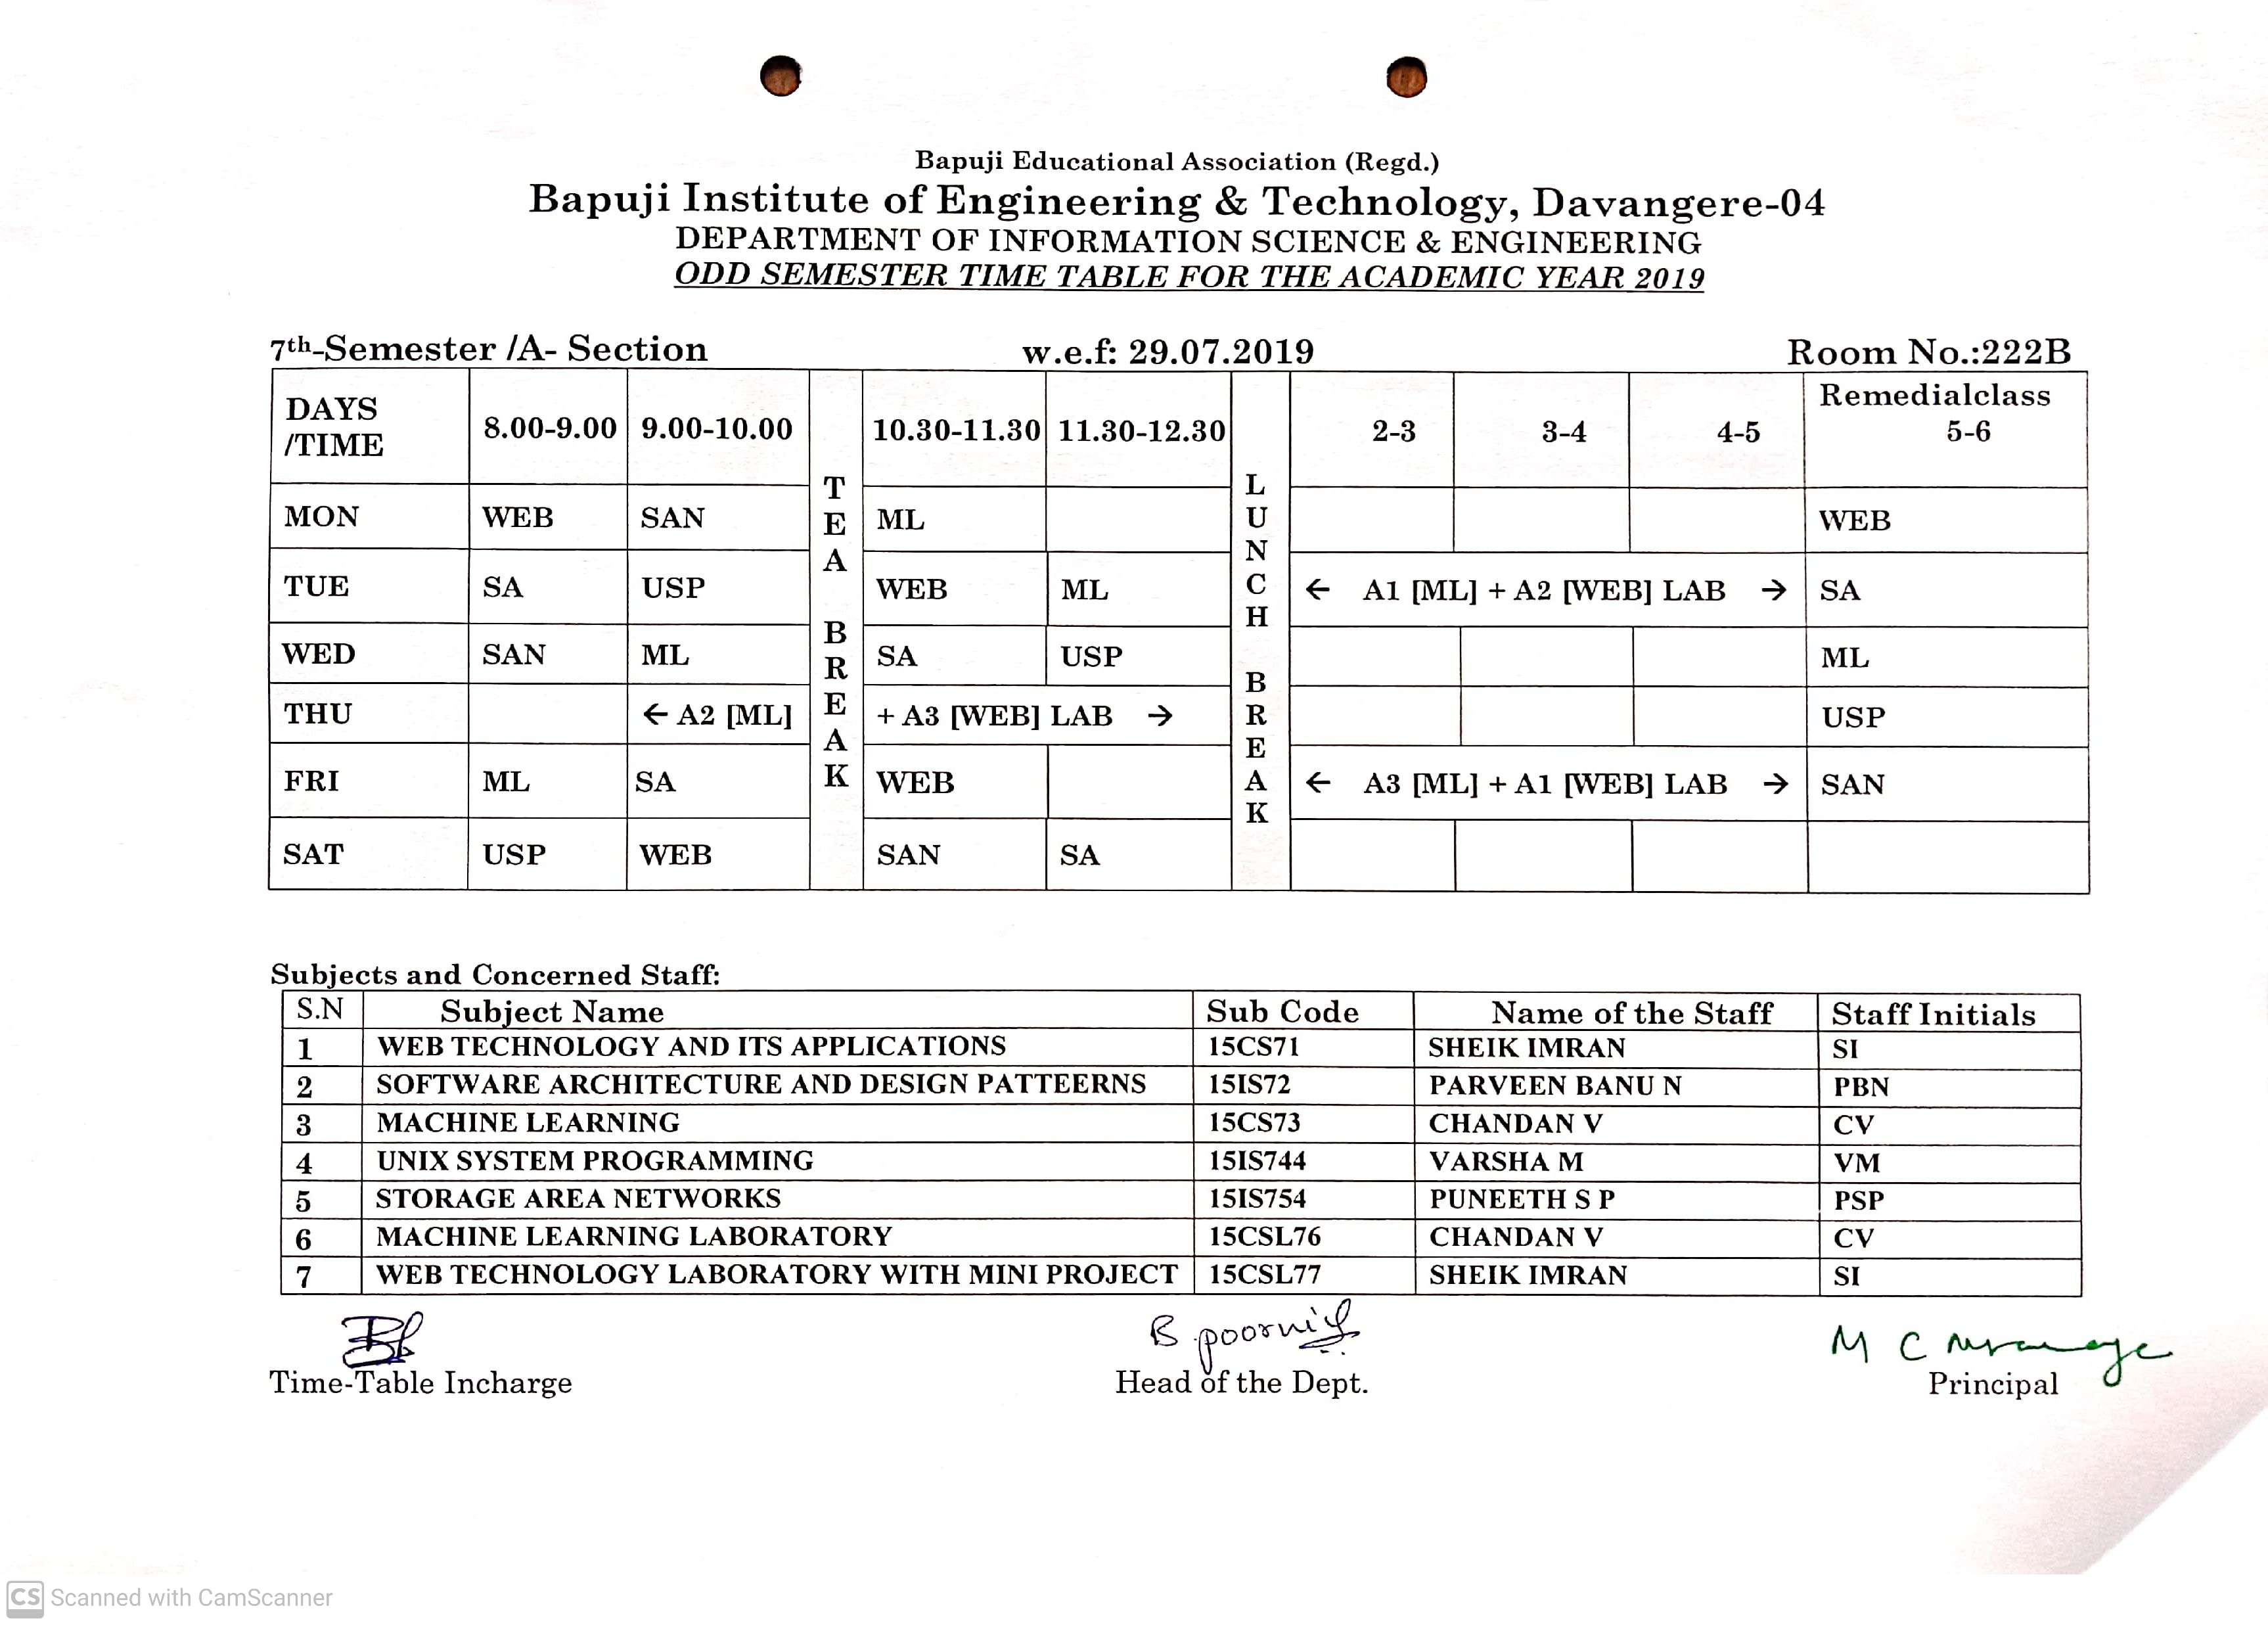 Bapuji Educational Association (Regd.)
Bapuji Institute of Engineering & Technology, Davangere-04
DEPARTMENT OF INFORMATION SCIENCE & ENGINEERING
ODD SEMESTER TIME TABLE FOR THE ACADEMIC YEAR 2019
7th-Semester /A- Section w.e.f: 29.07.2019 Room No.:222B
DAYS /TIME 8.00-9.00 9.00-10.00 TEA BREAK 10.30-11.30 11.30-12.30 LUNCH BREAK 2-3 3-4 4-5 Remedialclass 5-6
MON WEB SAN ML WEB
TUE SA USP WEB ML ← A1 [ML] + A2 [WEB] LAB → SA
WED SAN ML SA USP ML
THU ← A2 [ML] + A3 [WEB] LAB → USP
FRI ML SA WEB ← A3 [ML] + A1 [WEB] LAB → SAN
SAT USP WEB SAN SA
Subjects and Concerned Staff:
S.N Subject Name Sub Code Name of the Staff Staff Initials
1 WEB TECHNOLOGY AND ITS APPLICATIONS 15CS71 SHEIK IMRAN SI
2 SOFTWARE ARCHITECTURE AND DESIGN PATTEERNS 15IS72 PARVEEN BANU N PBN
3 MACHINE LEARNING 15CS73 CHANDAN V CV
4 UNIX SYSTEM PROGRAMMING 15IS744 VARSHA M VM
5 STORAGE AREA NETWORKS 15IS754 PUNEETH S P PSP
6 MACHINE LEARNING LABORATORY 15CSL76 CHANDAN V CV
7 WEB TECHNOLOGY LABORATORY WITH MINI PROJECT 15CSL77 SHEIK IMRAN SI
B M C
Time-Table Incharge Head of the Dept. Principal
CS Scanned with CamScanner